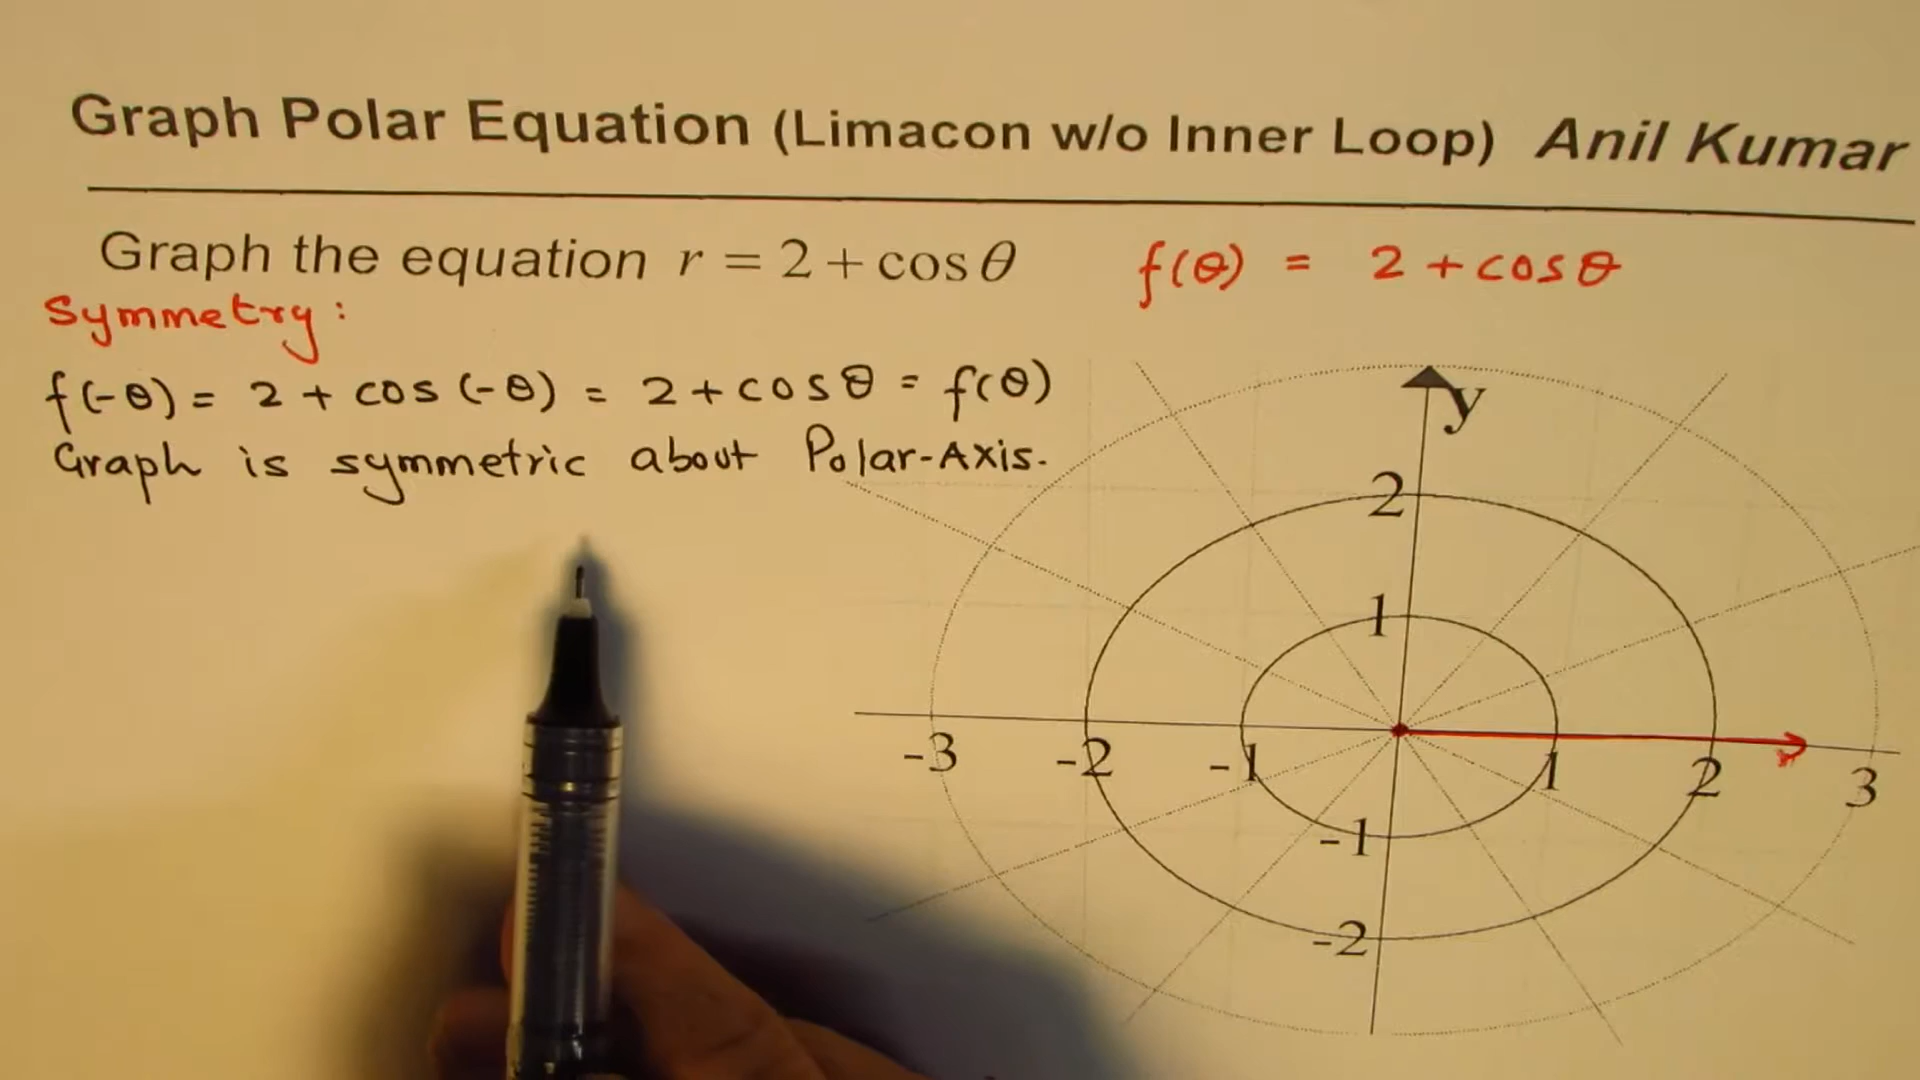 Graph Polar Equation (Limacon w/o Inner Loop) Anil Kumar
Graph the equation r = 2 + cos θ
f(θ) = 2 + cos θ
Symmetry:
f(-θ) = 2 + cos (-θ) = 2 + cos θ = f(θ)
Graph is symmetric about Polar-Axis.
y
2
1
-3 -2 -1 1 2 3
-1
-2